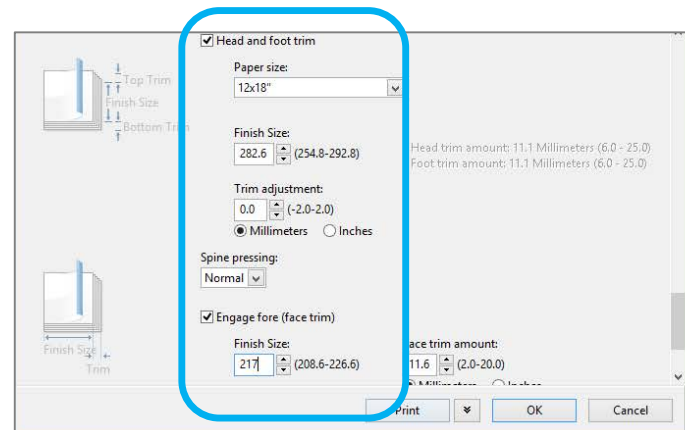 Head and foot trim
Paper size:
12x18"
Top Trim
Finish Size
Bottom Trim
Finish Size:
282.6 (254.8-292.8)
Head trim amount: 11.1 Millimeters (6.0 - 25.0)
Foot trim amount: 11.1 Millimeters (6.0 - 25.0)
Trim adjustment:
0.0 (-2.0-2.0)
Millimeters Inches
Spine pressing:
Normal
Engage fore (face trim)
Finish Size:
217 (208.6-226.6)
Finish Size
Trim
ace trim amount:
11.6 (2.0-20.0)
Print OK Cancel